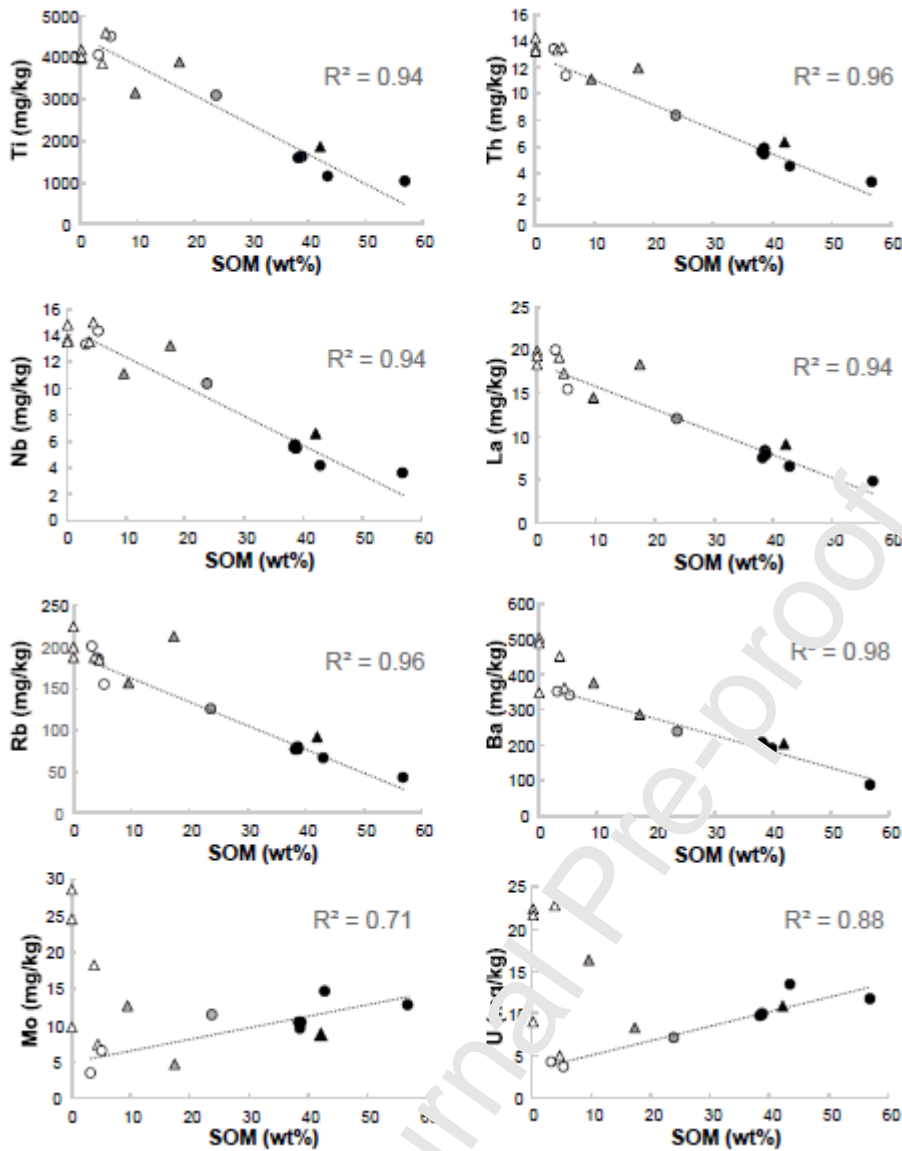 Ti (mg/kg)
5000
4000
3000
2000
1000
0
R² = 0.94
0 10 20 30 40 50 60
SOM (wt%)
Th (mg/kg)
16
14
12
10
8
6
4
2
0
R² = 0.96
0 10 20 30 40 50 60
SOM (wt%)
Nb (mg/kg)
16
14
12
10
8
6
4
2
0
R² = 0.94
0 10 20 30 40 50 60
SOM (wt%)
La (mg/kg)
25
20
15
10
5
0
R² = 0.94
0 10 20 30 40 50 60
SOM (wt%)
Rb (mg/kg)
250
200
150
100
50
0
R² = 0.96
0 10 20 30 40 50 60
SOM (wt%)
Ba (mg/kg)
600
500
400
300
200
100
0
R² = 0.98
0 10 20 30 40 50 60
SOM (wt%)
Mo (mg/kg)
30
25
20
15
10
5
0
R² = 0.71
0 10 20 30 40 50 60
SOM (wt%)
U (mg/kg)
25
20
15
10
5
0
R² = 0.88
0 10 20 30 40 50 60
SOM (wt%)
urnal Pre-proof